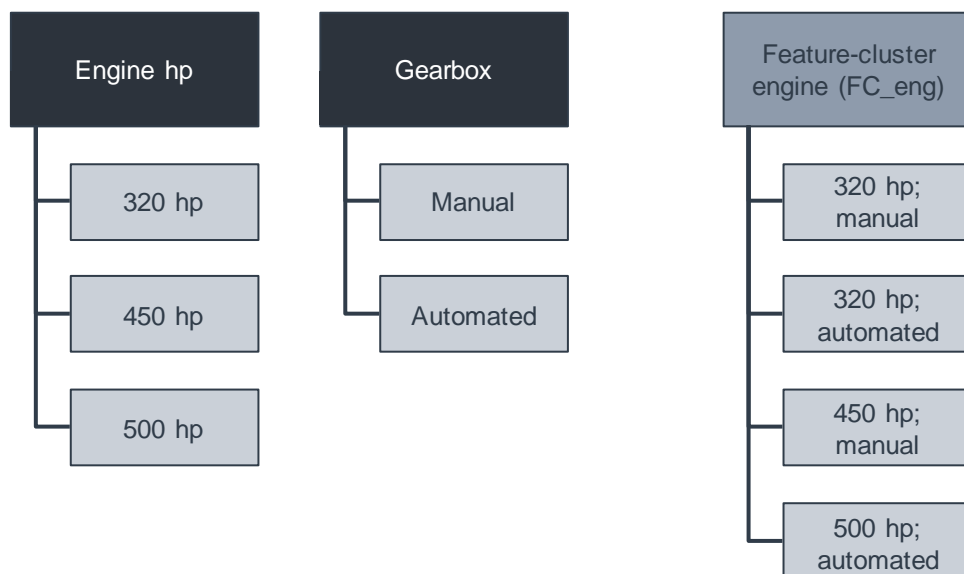 Engine hp
320 hp
450 hp
500 hp
Gearbox
Manual
Automated
Feature-cluster
engine (FC_eng)
320 hp;
manual
320 hp;
automated
450 hp;
manual
500 hp;
automated